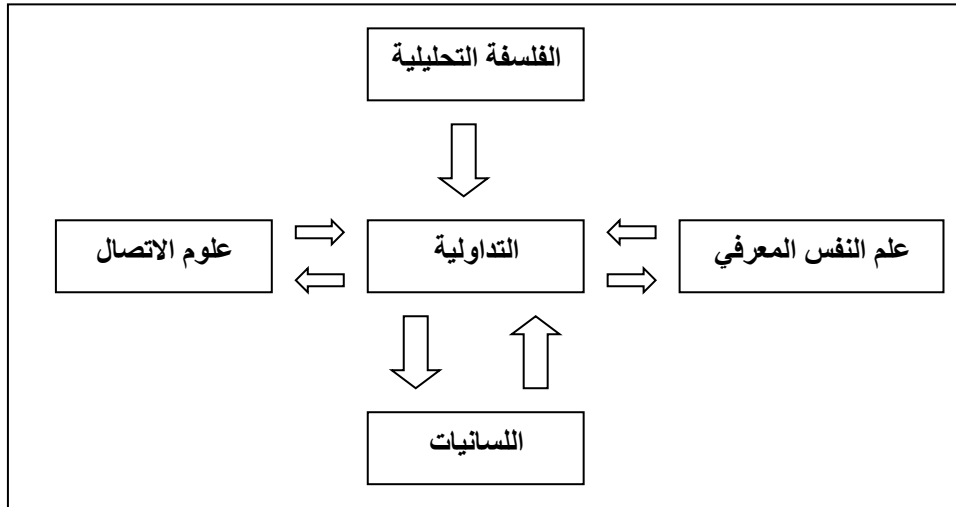 الفلسفة التحليلية
علم النفس المعرفي
التداولية
علوم الاتصال
اللسانيات